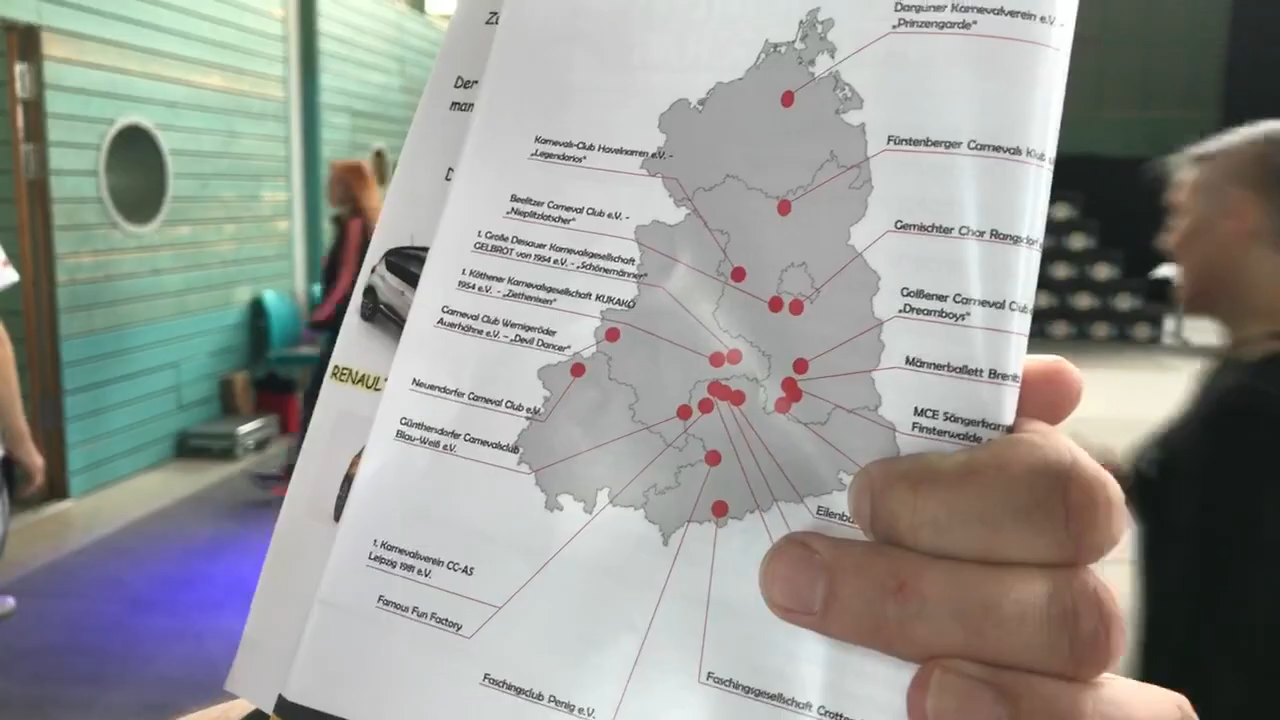 Darguner Karnevalverein e.V. -
„Prinzengarde“
Karnevals-Club Havelnarren e.V. -
„Legendarios“
Fürstenberger Carnevals Klub
Beelitzer Carneval Club e.V. -
„Nieplitzlatscher“
Gemischter Chor Rangsdorf
1. Große Dessauer Karnevalsgesellschaft
GELBROT von 1954 e.V. - „Schönemänner“
1. Köthener Karnevalsgesellschaft KUKAKÖ
1954 e.V. - „Ziethenixen“
Golßener Carneval Club
„Dreamboys“
Carneval Club Wernigeröder
Auerhähne e.V. - „Devil Dancer“
Männerballett
Neuendorfer Carneval Club e.V.
MCE
Finsterwalde
Günthersdorfer Carnevalsclub
Blau-Weiß e.V.
1. Karnevalsverein CC-AS
Leipzig 1981 e.V.
Famous Fun Factory
Faschingsclub Penig e.V.
Faschingsgesellschaft
Der
RENAULT